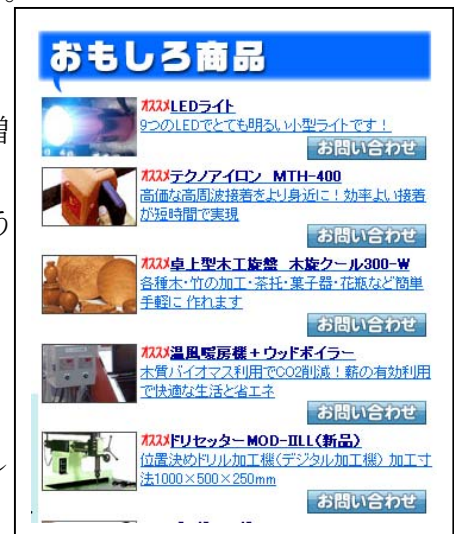 。
増
う
ル
おもしろ商品
オススメLEDライト
9つのLEDでとても明るい小型ライトです！
お問い合わせ
オススメテクノアイロン MTH-400
高価な高周波接着をより身近に！効率よい接着
が短時間で実現
お問い合わせ
オススメ卓上型木工旋盤 木旋クール300-W
各種木・竹の加工・茶托・菓子器・花瓶など簡単
手軽に 作れます
お問い合わせ
オススメ温風暖房機＋ウッドボイラー
木質バイオマス利用でCO2削減！薪の有効利用
で快適な生活と省エネ
お問い合わせ
オススメドリセッターMOD-ⅡLL(新品)
位置決めドリル加工機(デジタル加工機) 加工寸
法1000×500×250mm
お問い合わせ